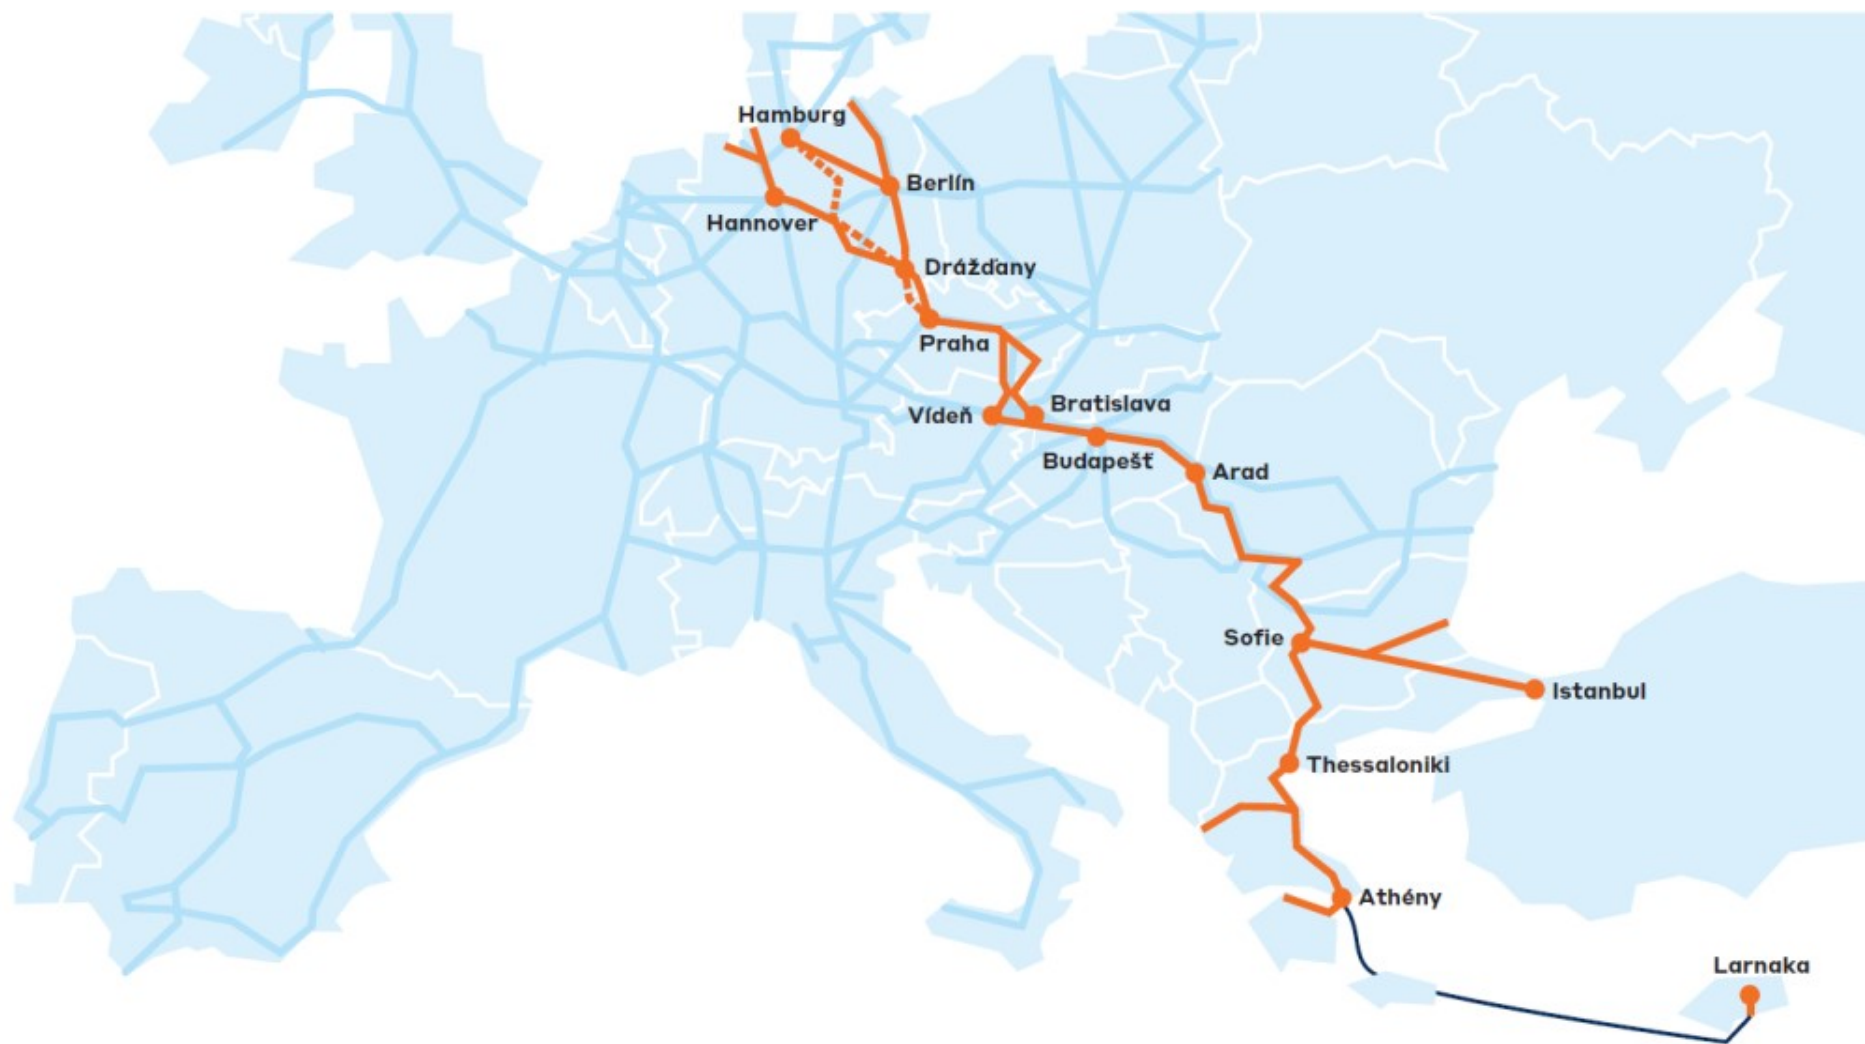 Hamburg
Berlín
Hannover
Drážďany
Praha
Bratislava
Vídeň
Budapešť
Arad
Sofie
Istanbul
Thessaloniki
Athény
Larnaka